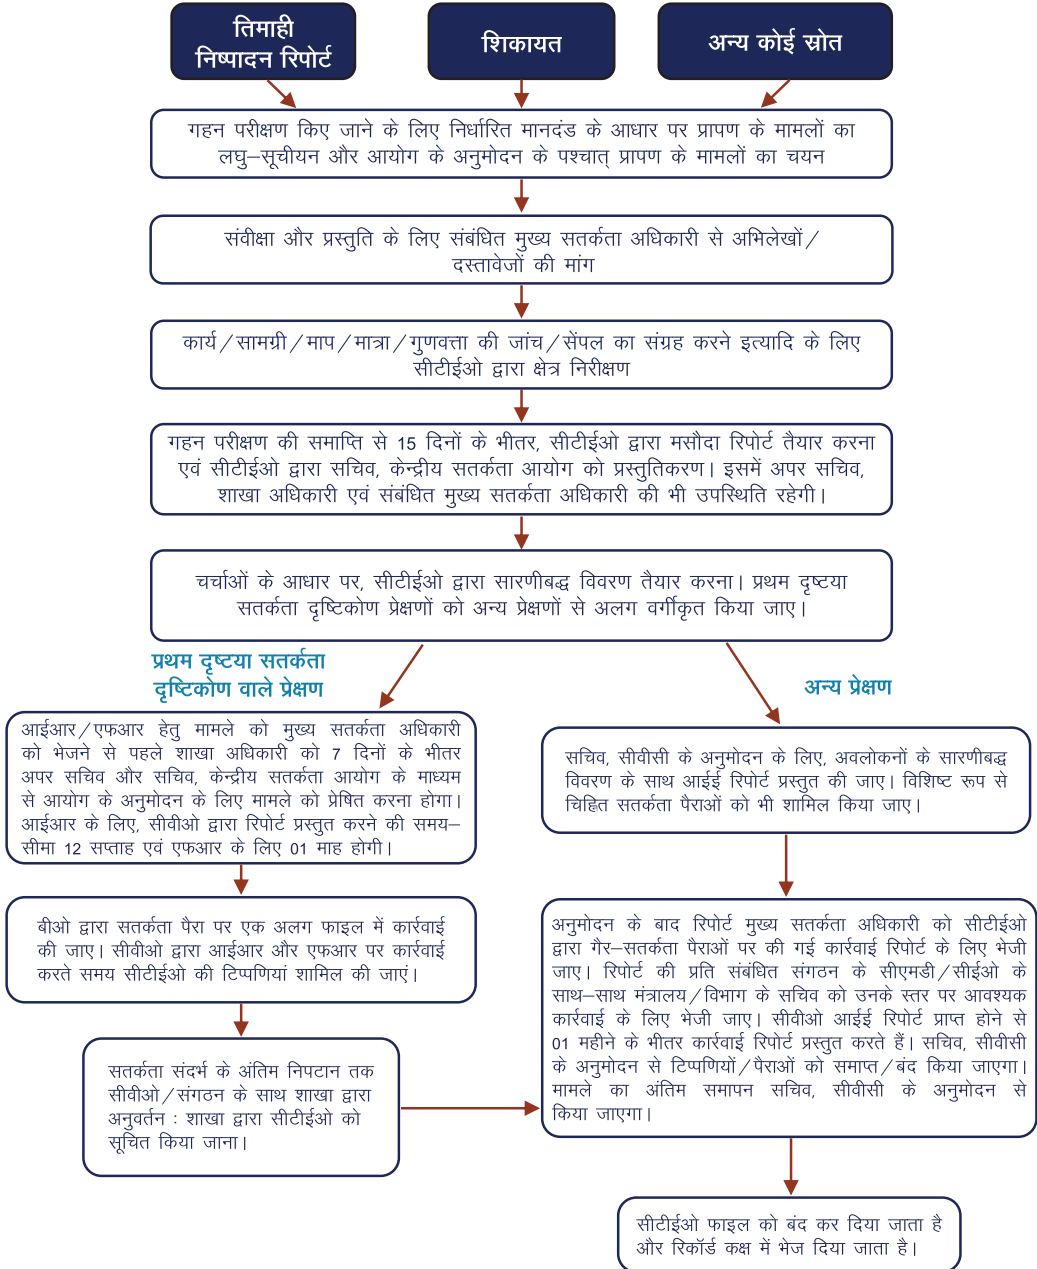 तिमाही
निष्पादन रिपोर्ट
शिकायत
अन्य कोई स्रोत
गहन परीक्षण किए जाने के लिए निर्धारित मानदंड के आधार पर प्रापण के मामलों का
लघु–सूचीयन और आयोग के अनुमोदन के पश्चात् प्रापण के मामलों का चयन
संवीक्षा और प्रस्तुति के लिए संबंधित मुख्य सतर्कता अधिकारी से अभिलेखों/
दस्तावेजों की मांग
कार्य/सामग्री/माप/मात्रा/गुणवत्ता की जांच/सेंपल का संग्रह करने इत्यादि के लिए
सीटीईओ द्वारा क्षेत्र निरीक्षण
गहन परीक्षण की समाप्ति से 15 दिनों के भीतर, सीटीईओ द्वारा मसौदा रिपोर्ट तैयार करना
एवं सीटीईओ द्वारा सचिव, केन्द्रीय सतर्कता आयोग को प्रस्तुतिकरण। इसमें अपर सचिव,
शाखा अधिकारी एवं संबंधित मुख्य सतर्कता अधिकारी की भी उपस्थिति रहेगी।
चर्चाओं के आधार पर, सीटीईओ द्वारा सारणीबद्ध विवरण तैयार करना। प्रथम दृष्टया
सतर्कता दृष्टिकोण प्रेक्षणों को अन्य प्रेक्षणों से अलग वर्गीकृत किया जाए।
प्रथम दृष्टया सतर्कता
दृष्टिकोण वाले प्रेक्षण
अन्य प्रेक्षण
आईआर/एफआर हेतु मामले को मुख्य सतर्कता अधिकारी
को भेजने से पहले शाखा अधिकारी को 7 दिनों के भीतर
अपर सचिव और सचिव, केन्द्रीय सतर्कता आयोग के माध्यम
से आयोग के अनुमोदन के लिए मामले को प्रेषित करना होगा।
आईआर के लिए, सीवीओ द्वारा रिपोर्ट प्रस्तुत करने की समय–
सीमा 12 सप्ताह एवं एफआर के लिए 01 माह होगी।
सचिव, सीवीसी के अनुमोदन के लिए, अवलोकनों के सारणीबद्ध
विवरण के साथ आईई रिपोर्ट प्रस्तुत की जाए। विशिष्ट रूप से
चिह्नित सतर्कता पैराओं को भी शामिल किया जाए।
बीओ द्वारा सतर्कता पैरा पर एक अलग फाइल में कार्रवाई
की जाए। सीवीओ द्वारा आईआर और एफआर पर कार्रवाई
करते समय सीटीईओ की टिप्पणियां शामिल की जाएं।
अनुमोदन के बाद रिपोर्ट मुख्य सतर्कता अधिकारी को सीटीईओ
द्वारा गैर–सतर्कता पैराओं पर की गई कार्रवाई रिपोर्ट के लिए भेजी
जाए। रिपोर्ट की प्रति संबंधित संगठन के सीएमडी/सीईओ के
साथ–साथ मंत्रालय/विभाग के सचिव को उनके स्तर पर आवश्यक
कार्रवाई के लिए भेजी जाए। सीवीओ आईई रिपोर्ट प्राप्त होने से
01 महीने के भीतर कार्रवाई रिपोर्ट प्रस्तुत करते हैं। सचिव, सीवीसी
के अनुमोदन से टिप्पणियों/पैराओं को समाप्त/बंद किया जाएगा।
मामले का अंतिम समापन सचिव, सीवीसी के अनुमोदन से
किया जाएगा।
सतर्कता संदर्भ के अंतिम निपटान तक
सीवीओ/संगठन के साथ शाखा द्वारा
अनुवर्तन : शाखा द्वारा सीटीईओ को
सूचित किया जाना।
सीटीईओ फाइल को बंद कर दिया जाता है
और रिकॉर्ड कक्ष में भेज दिया जाता है।